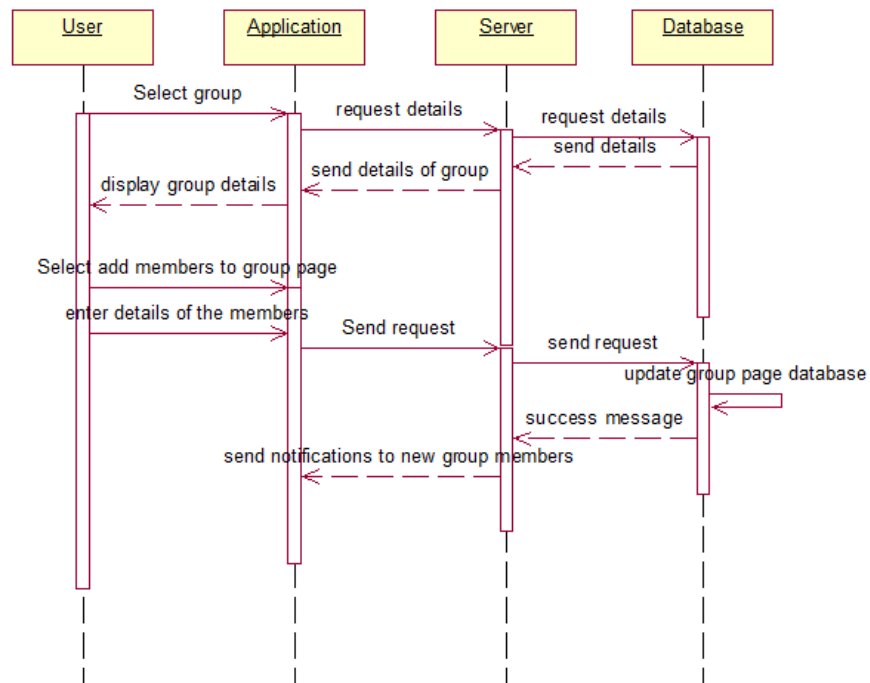 User
Application
Server
Database
Select group
request details
request details
send details
send details of group
display group details
Select add members to group page
enter details of the members
Send request
send request
update group page database
success message
send notifications to new group members